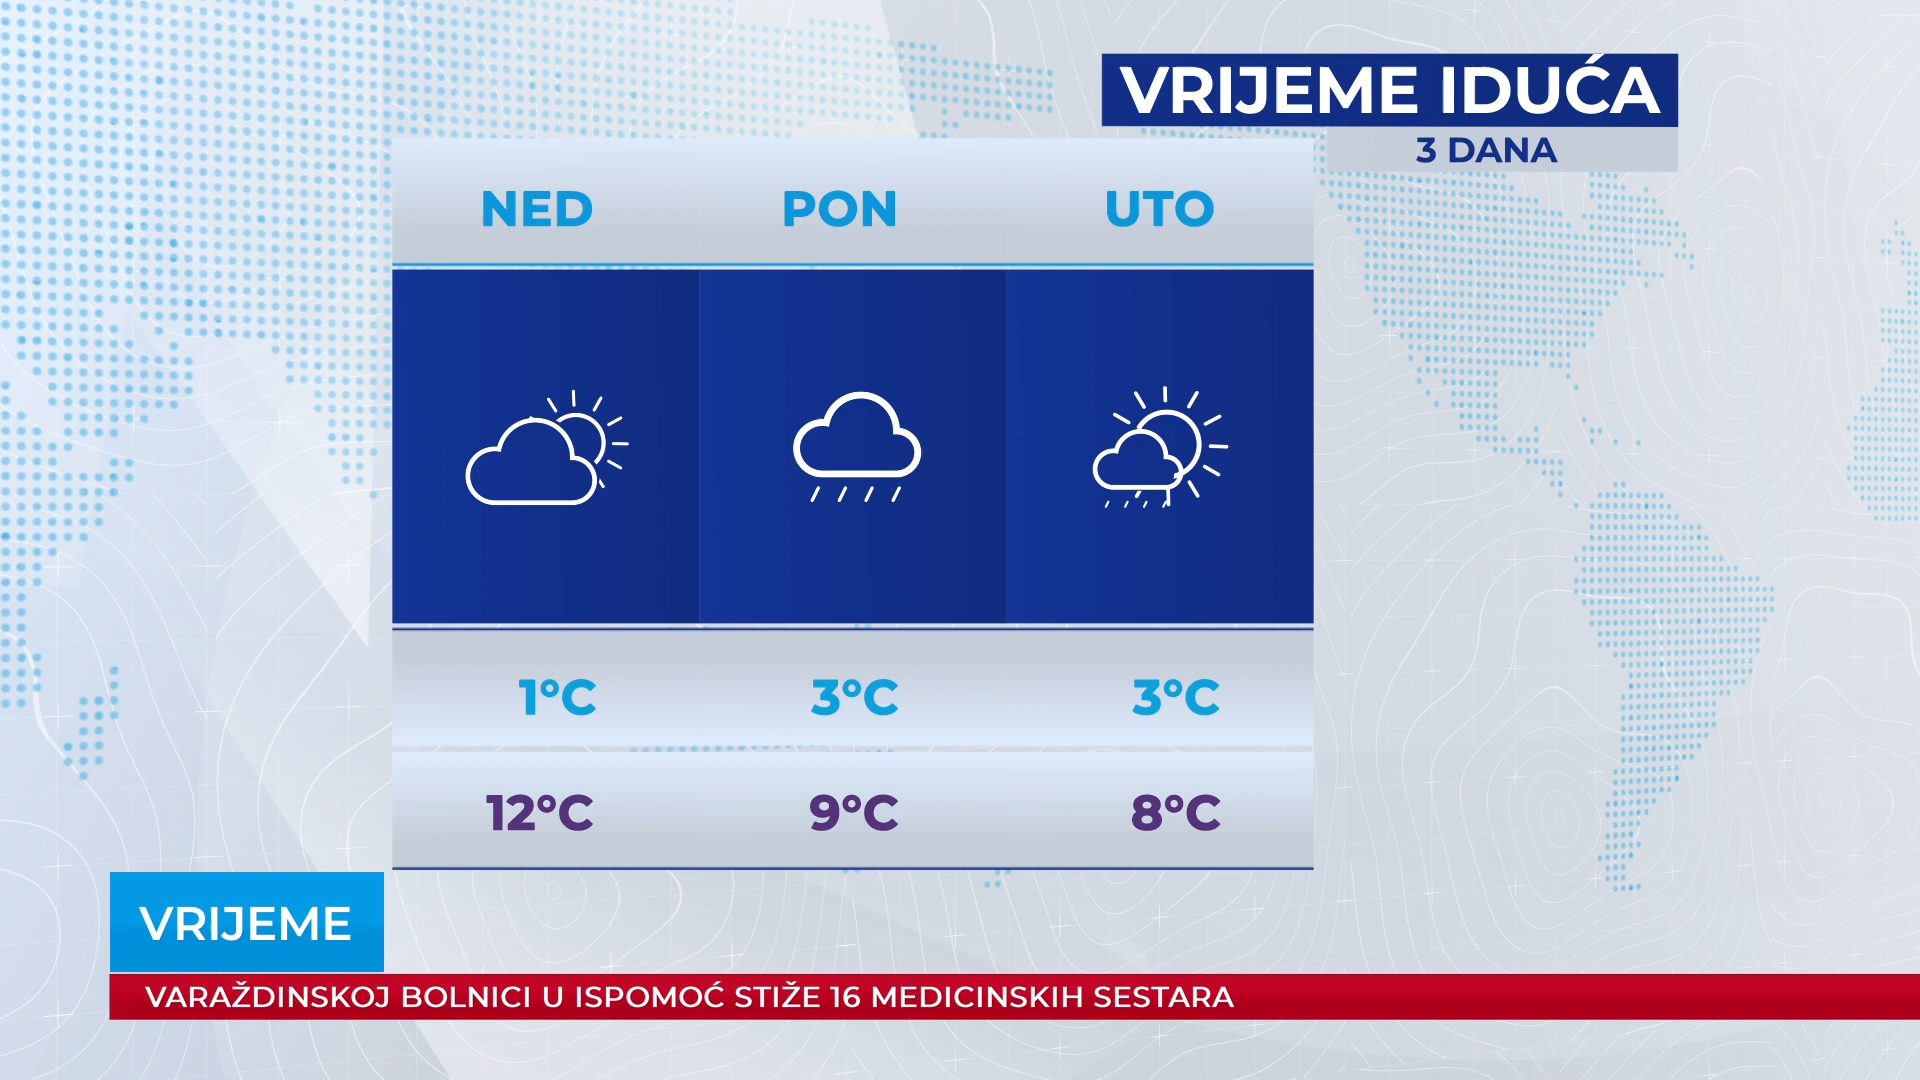 VRIJEME IDUĆA
3 DANA
NED PON UTO
1°C 3°C 3°C
12°C 9°C 8°C
VRIJEME
VARAŽDINSKOJ BOLNICI U ISPOMOĆ STIŽE 16 MEDICINSKIH SESTARA